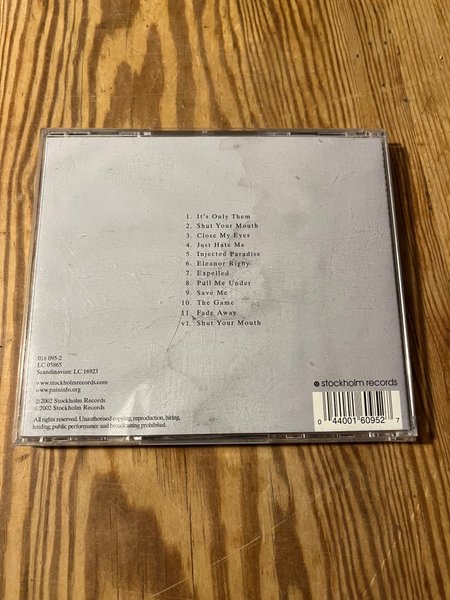 1. It's Only Them
2. Shut Your Mouth
3. Close My Eyes
4. Just Hate Me
5. Injected Paradise
6. Eleanor Rigby
7. Expelled
8. Pull Me Under
9. Save Me
10. The Game
11. Fade Away
v1. Shut Your Mouth
016 095-2
LC 05865
Scandinavian: LC 16923
www.stockholmrecords.com
www.paininfo.org
℗2002 Stockholm Records
©2002 Stockholm Records
All rights reserved. Unauthorised copying, reproduction, hiring,
lending, public performance and broadcasting prohibited.
stockholm records
0 44001 60952 7